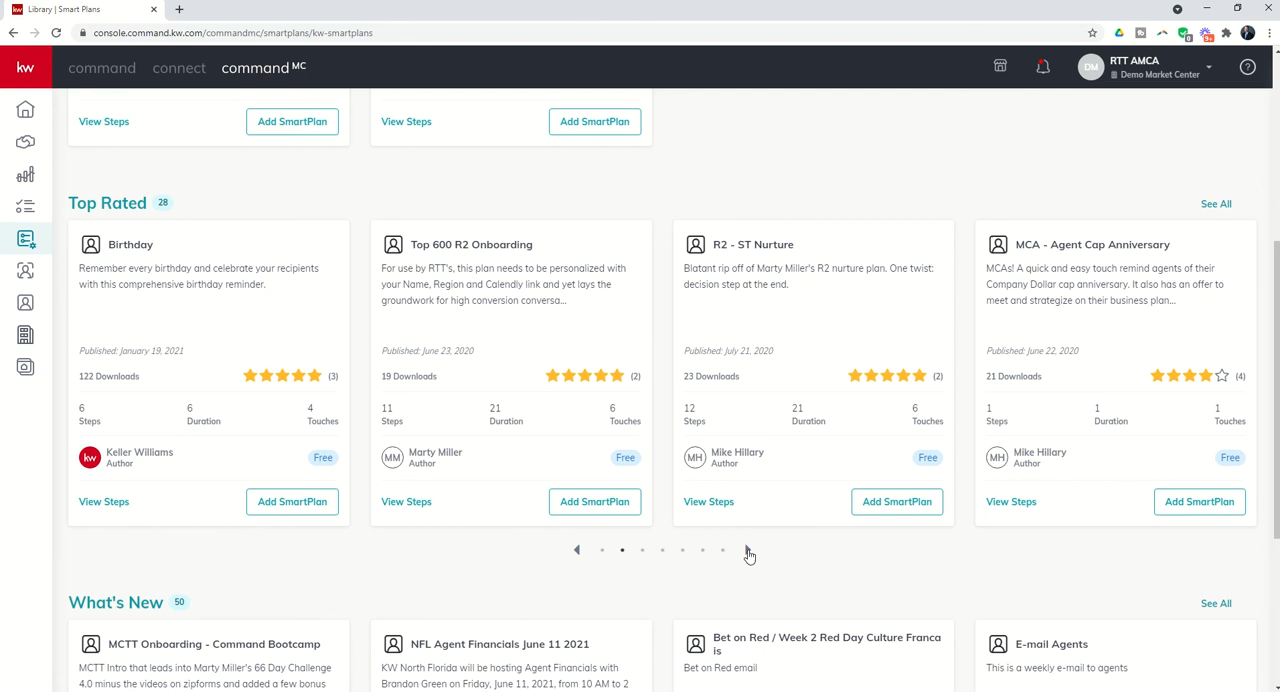 kw Library | Smart Plans
console.command.kw.com/commandmc/smartplans/kw-smartplans
kw command connect command MC
DM RTT AMCA
Demo Market Center
View Steps Add SmartPlan View Steps Add SmartPlan
Top Rated 28 See All
Birthday
Remember every birthday and celebrate your recipients
with this comprehensive birthday reminder.
Published: January 19, 2021
122 Downloads (3)
6 6 4
Steps Duration Touches
kw Keller Williams Free
Author
View Steps Add SmartPlan
Top 600 R2 Onboarding
For use by RTT's, this plan needs to be personalized with
your Name, Region and Calendly link and yet lays the
groundwork for high conversion conversa...
Published: June 23, 2020
19 Downloads (2)
11 21 6
Steps Duration Touches
MM Marty Miller Free
Author
View Steps Add SmartPlan
R2 - ST Nurture
Blatant rip off of Marty Miller's R2 nurture plan. One twist:
decision step at the end.
Published: July 21, 2020
23 Downloads (2)
12 21 6
Steps Duration Touches
MH Mike Hillary Free
Author
View Steps Add SmartPlan
MCA - Agent Cap Anniversary
MCAs! A quick and easy touch remind agents of their
Company Dollar cap anniversary. It also has an offer to
meet and strategize on their business plan...
Published: June 22, 2020
21 Downloads (4)
1 1 1
Steps Duration Touches
MH Mike Hillary Free
Author
View Steps Add SmartPlan
What's New 50 See All
MCTT Onboarding - Command Bootcamp
MCTT Intro that leads into Marty Miller's 66 Day Challenge
4.0 minus the videos on zipforms and added a few bonus
NFL Agent Financials June 11 2021
KW North Florida will be hosting Agent Financials with
Brandon Green on Friday, June 11, 2021, from 10 AM to 2
Bet on Red / Week 2 Red Day Culture Franca
is
Bet on Red email
E-mail Agents
This is a weekly e-mail to agents